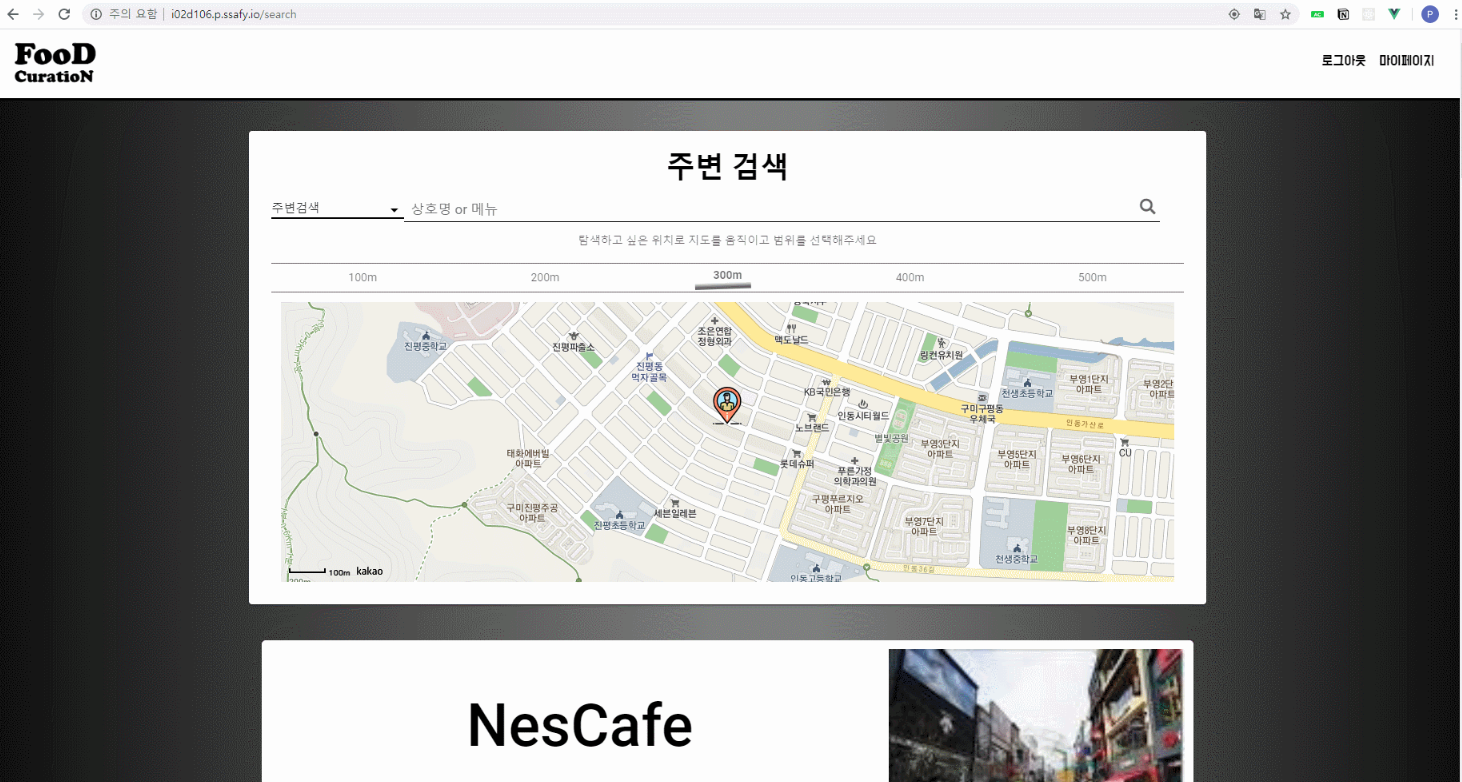 주의 요함 | i02d106.p.ssafy.io/search
FooD
CuratioN
로그아웃 마이페이지
주변 검색
주변검색
상호명 or 메뉴
탐색하고 싶은 위치로 지도를 움직이고 범위를 선택해주세요
100m 200m 300m 400m 500m
진평중학교
진평파출소
조은연합
정형외과
맥도날드
링컨유치원
진평동
먹자골목
KB국민은행
인동시티월드
노브랜드
별빛공원
천생초등학교
부영1단지
아파트
부영2단
아파트
구미구평동
우체국
인동가산로
CU
태화에버빌
아파트
롯데슈퍼
푸른가정
의학과의원
부영3단지
아파트
부영5단지
아파트
부영6단지
아파트
구미진평주공
아파트
진평초등학교
세븐일레븐
구평푸르지오
아파트
부영7단지
아파트
부영8단지
아파트
천생중학교
인동36길
인동고등학교
100m kakao
NesCafe